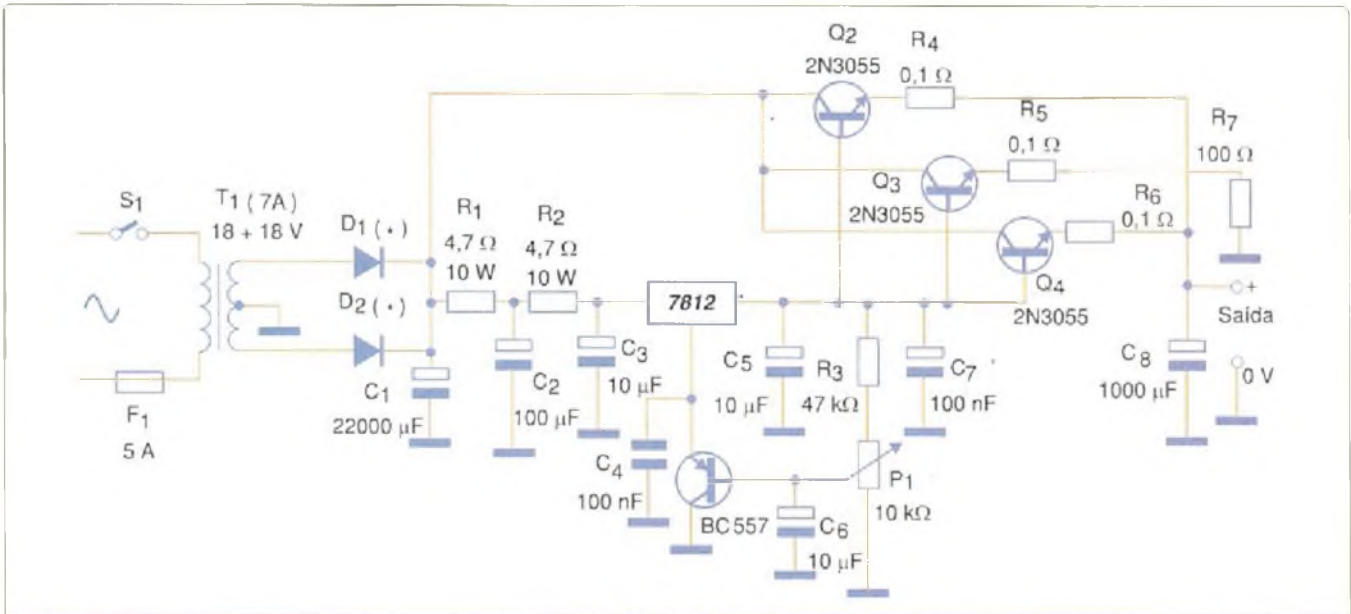 Q2
2N3055
R4
0,1 Ω
R5
0,1 Ω
R7
100 Ω
Q3
2N3055
R6
0,1 Ω
S1
T1 ( 7A )
18 + 18 V
D1 ( • )
R1
4,7 Ω
10 W
R2
4,7 Ω
10 W
D2 ( • )
7812
Q4
2N3055
+
Saída
0 V
F1
5 A
C1
22000 µF
C2
100 µF
C3
10 µF
C5
10 µF
R3
47 kΩ
C7
100 nF
C8
1000 µF
C4
100 nF
BC557
C6
10 µF
P1
10 kΩ